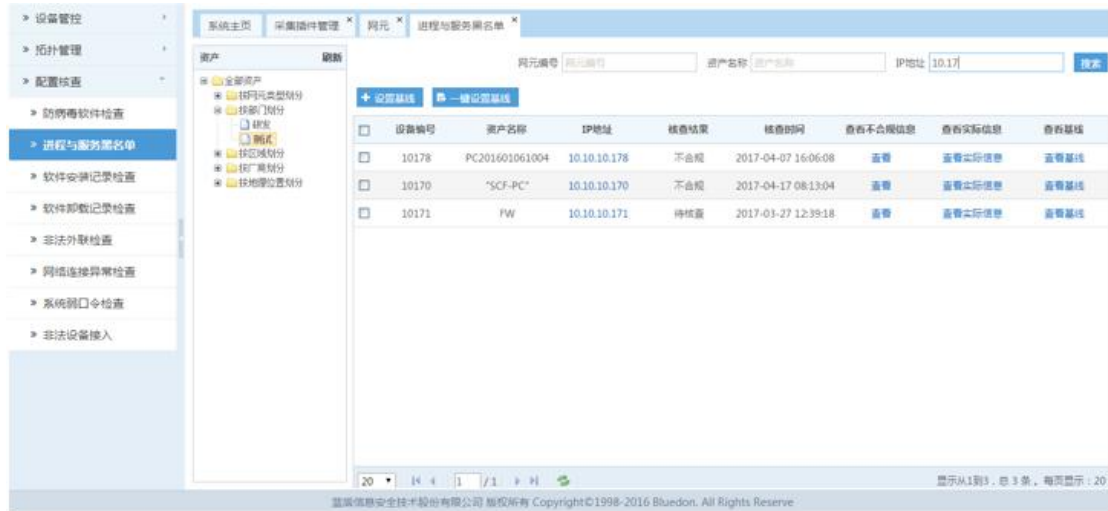 设备管控
拓扑管理
配置核查
防病毒软件检查
进程与服务黑名单
软件安装记录检查
软件卸载记录检查
非法外联检查
网络连接异常检查
系统弱口令检查
非法设备接入
系统主页 采集插件管理 × 网元 × 进程与服务黑名单 ×
资产 刷新
全部资产
按网元类型划分
按部门划分
研发
测试
按区域划分
按厂商划分
按地理位置划分
网元编号 网元编号 资产名称 资产名称 IP地址 10.17 搜索
设置基线 一键设置基线
设备编号 资产名称 IP地址 核查结果 核查时间 查看不合规信息 查看实际信息 查看基线
10178 PC201601061004 10.10.10.178 不合规 2017-04-07 16:06:08 查看 查看实际信息 查看基线
10170 "SCF-PC" 10.10.10.170 不合规 2017-04-17 08:13:04 查看 查看实际信息 查看基线
10171 FW 10.10.10.171 待核查 2017-03-27 12:39:18 查看 查看实际信息 查看基线
20 1 /1 显示从1到3，总 3 条。每页显示：20
蓝盾信息安全技术股份有限公司 版权所有 Copyright©1998-2016 Bluedon. All Rights Reserve